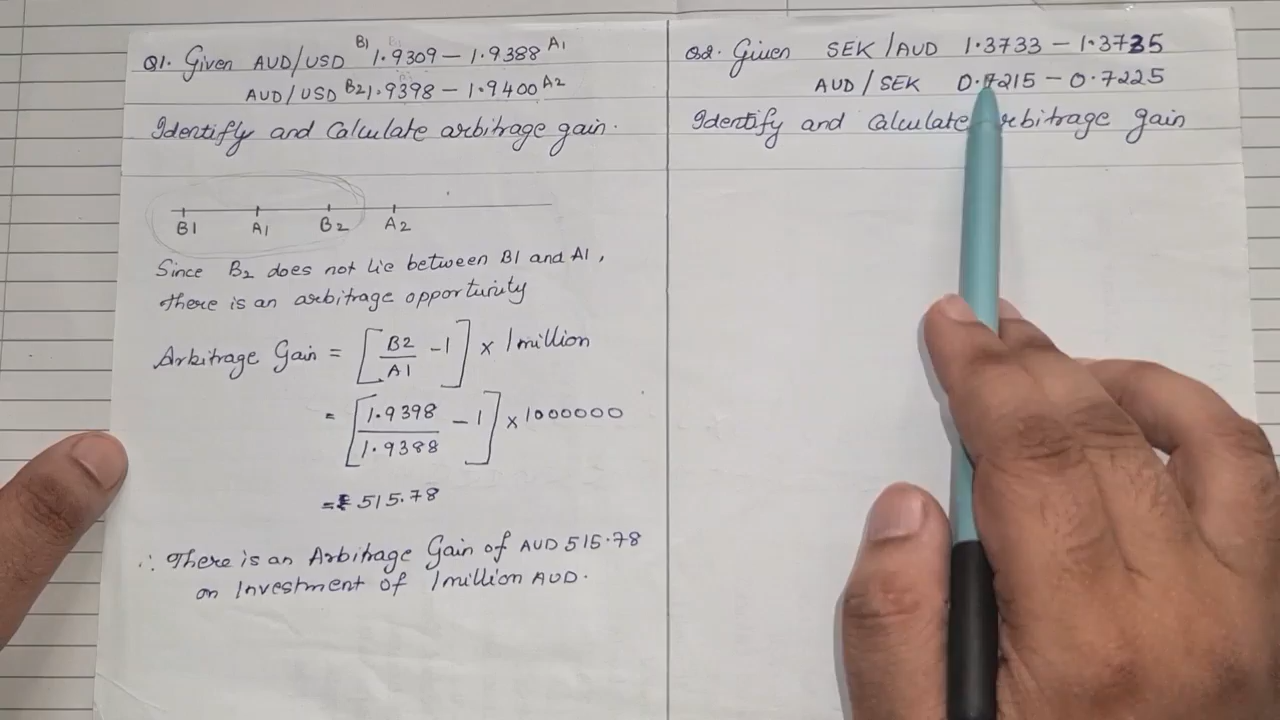 Q1. Given AUD/USD B1 1.9309 - 1.9388 A1
AUD/USD B2 1.9398 - 1.9400 A2
Identifly and Calculate arbitrage gain.
B1 A1 B2 A2
Since B2 does not lie between B1 and A1,
there is an arbitrage opportunity
Arbitrage Gain = [B2/A1 - 1] × 1 million
= [1.9398/1.9388 - 1] × 1000000
= 515.78
∴ There is an Arbitrage Gain of AUD 515.78
on Investment of 1 million AUD.
Q2. Given SEK/AUD 1.3733 - 1.3735
AUD/SEK 0.7215 - 0.7225
Identify and Calculate arbitrage gain